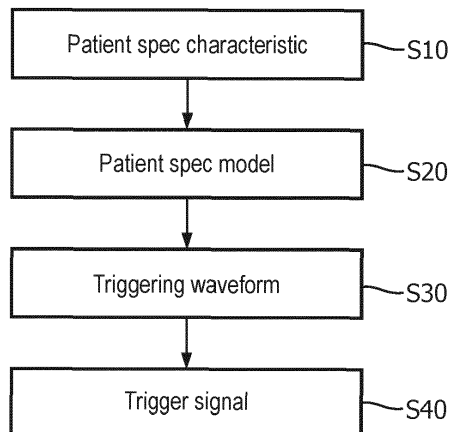 Patient spec characteristic S10
Patient spec model S20
Triggering waveform S30
Trigger signal S40